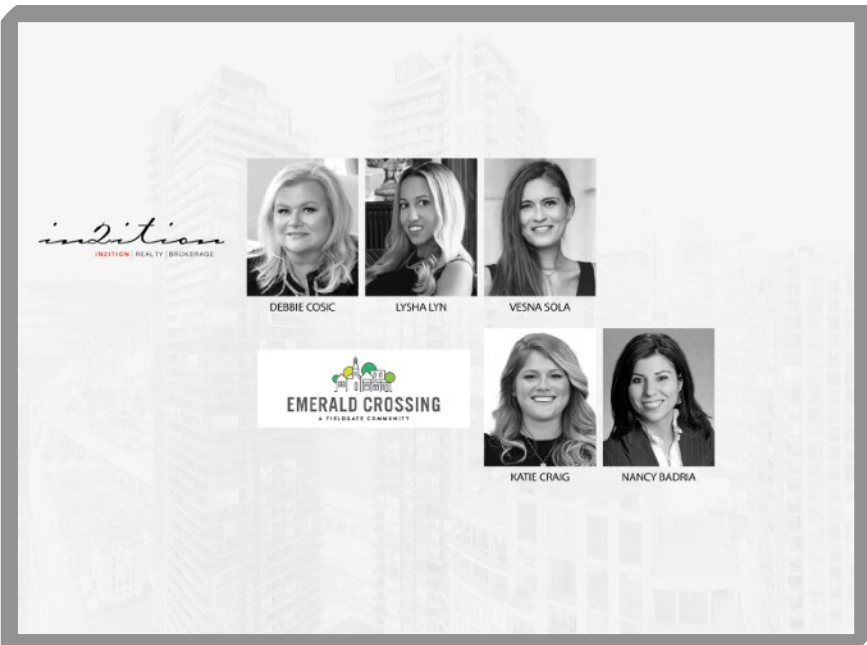 in2ition
IN2ITION | REALTY | BROKERAGE
DEBBIE COSIC
LYSHA LYN
VESNA SOLA
EMERALD CROSSING
A FIELDGATE COMMUNITY
KATIE CRAIG
NANCY BADRIA